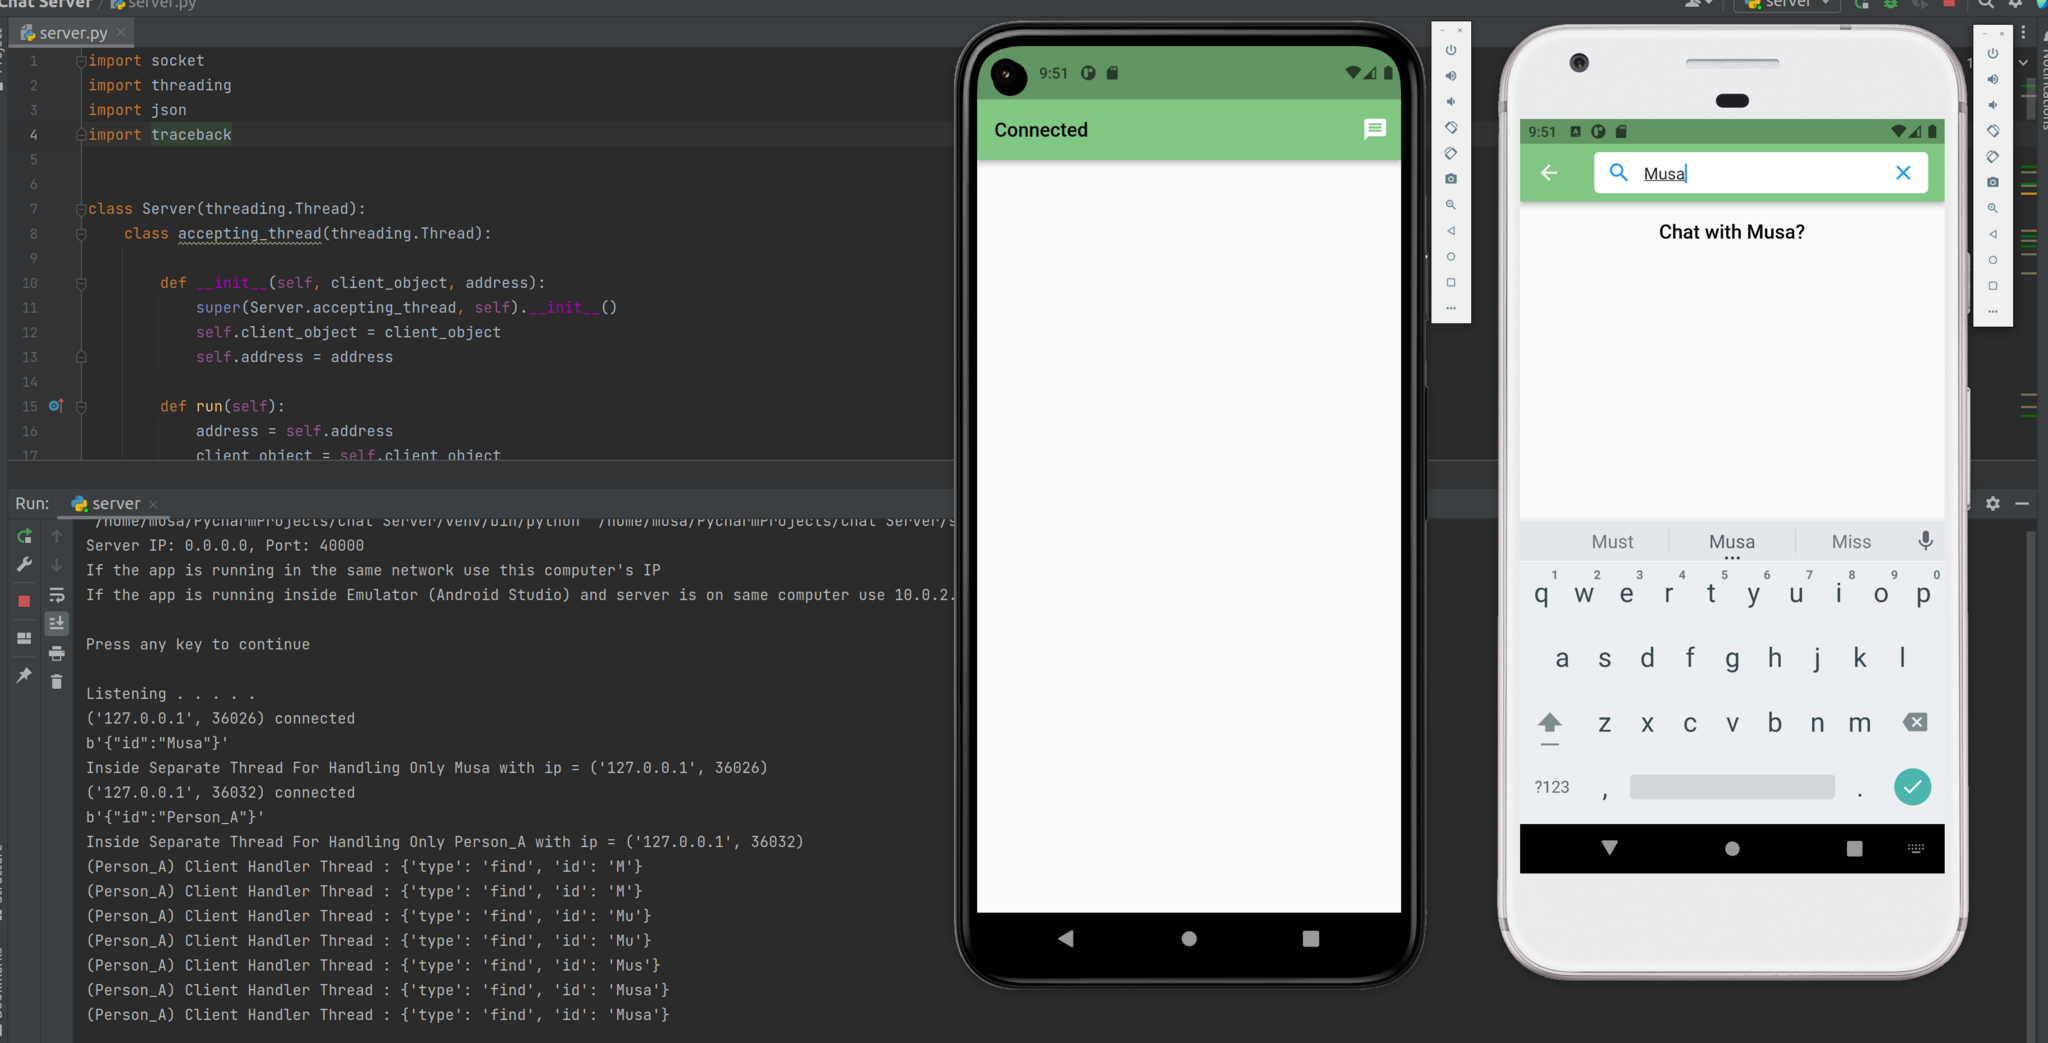 Chat Server / server.py
server
server.py
1 import socket
2 import threading
3 import json
4 import traceback
5
6
7 class Server(threading.Thread):
8 class accepting_thread(threading.Thread):
9
10 def __init__(self, client_object, address):
11 super(Server.accepting_thread, self).__init__()
12 self.client_object = client_object
13 self.address = address
14
15 def run(self):
16 address = self.address
17 client_object = self.client_object
Run: server
/home/musa/PycharmProjects/Chat Server/venv/bin/python /home/musa/PycharmProjects/Chat Server/s
Server IP: 0.0.0.0, Port: 40000
If the app is running in the same network use this computer's IP
If the app is running inside Emulator (Android Studio) and server is on same computer use 10.0.2.
Press any key to continue
Listening . . . . .
('127.0.0.1', 36026) connected
b'{"id":"Musa"}'
Inside Separate Thread For Handling Only Musa with ip = ('127.0.0.1', 36026)
('127.0.0.1', 36032) connected
b'{"id":"Person_A"}'
Inside Separate Thread For Handling Only Person_A with ip = ('127.0.0.1', 36032)
(Person_A) Client Handler Thread : {'type': 'find', 'id': 'M'}
(Person_A) Client Handler Thread : {'type': 'find', 'id': 'M'}
(Person_A) Client Handler Thread : {'type': 'find', 'id': 'Mu'}
(Person_A) Client Handler Thread : {'type': 'find', 'id': 'Mu'}
(Person_A) Client Handler Thread : {'type': 'find', 'id': 'Mus'}
(Person_A) Client Handler Thread : {'type': 'find', 'id': 'Musa'}
(Person_A) Client Handler Thread : {'type': 'find', 'id': 'Musa'}
9:51
Connected
9:51
Musa
Chat with Musa?
Must Musa Miss
1 2 3 4 5 6 7 8 9 0
q w e r t y u i o p
a s d f g h j k l
z x c v b n m
?123 , .
Notifications